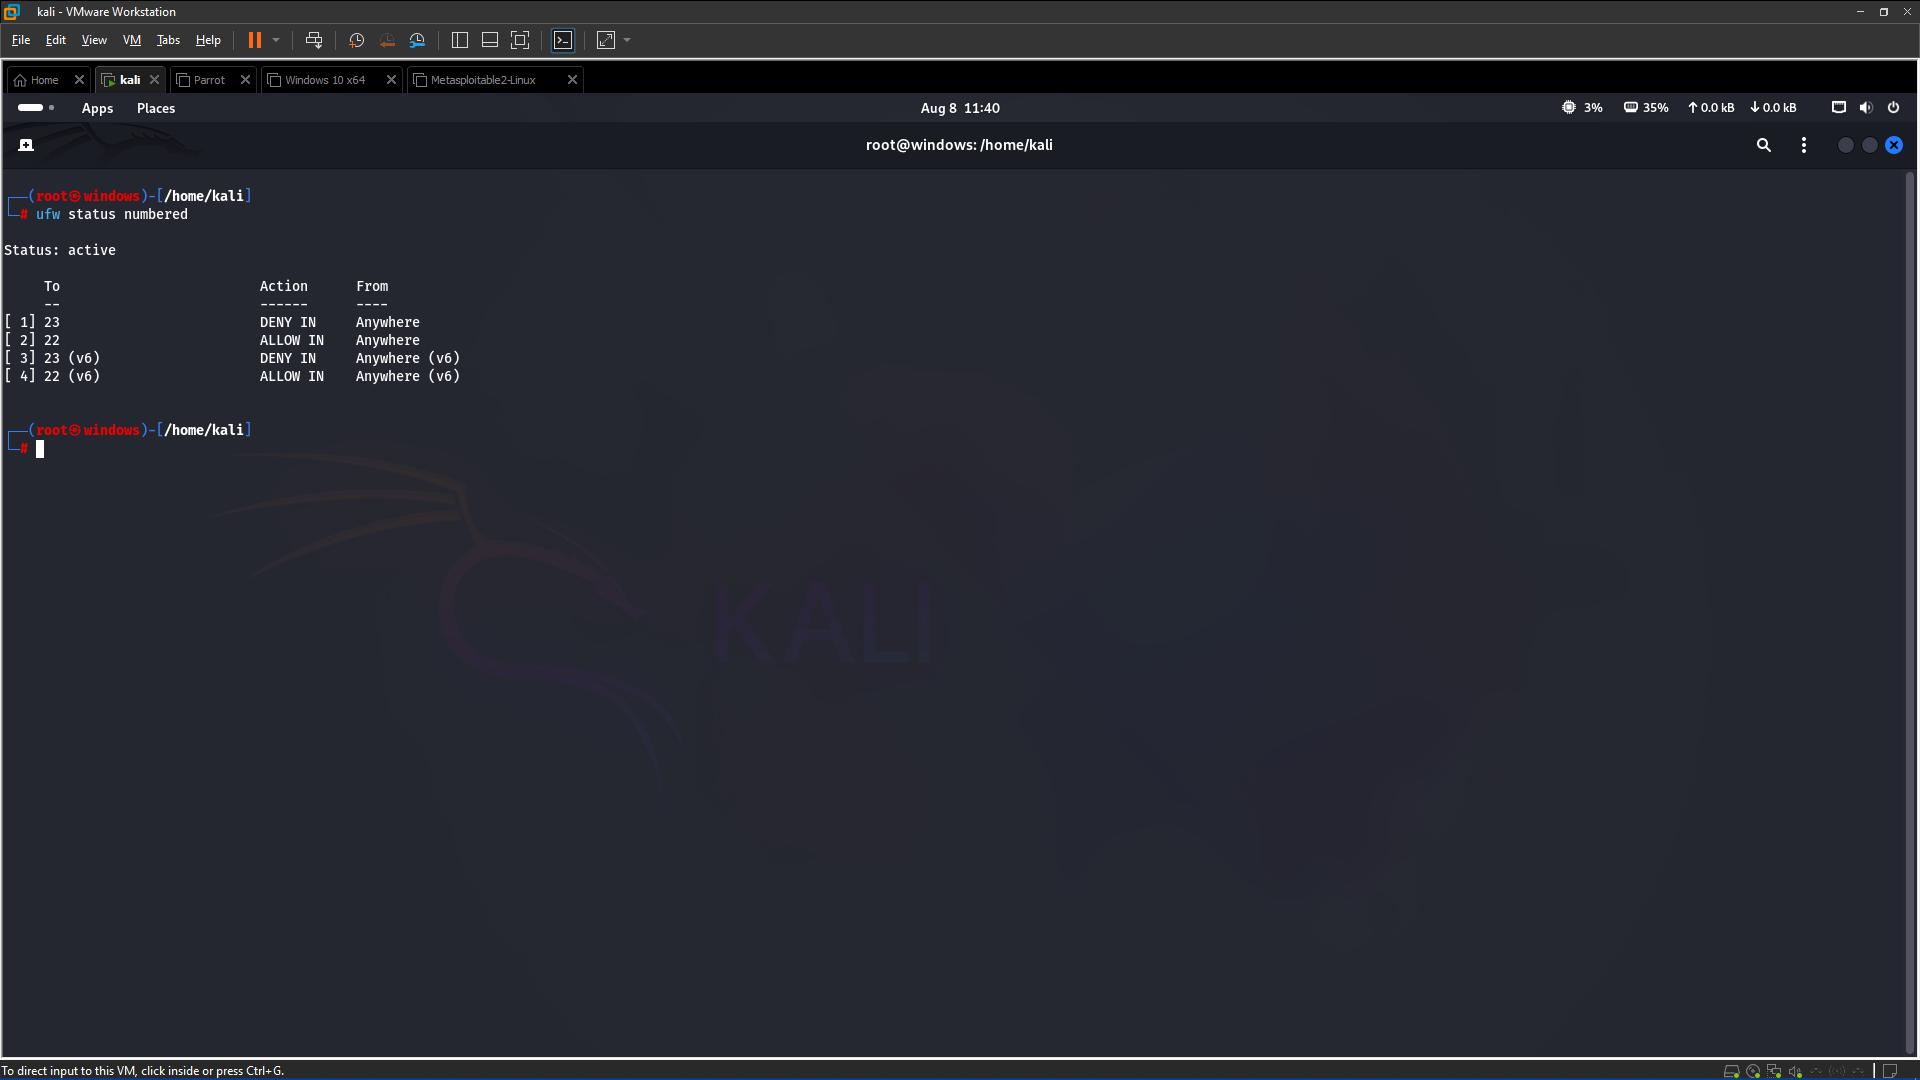 kali - VMware Workstation
File Edit View VM Tabs Help
Home kali Parrot Windows 10 x64 Metasploitable2-Linux
Apps Places Aug 8 11:40 3% 35% 0.0 kB 0.0 kB
root@windows: /home/kali
┌──(root㉿windows)-[/home/kali]
└─# ufw status numbered
Status: active
To Action From
-- ------ ----
[ 1] 23 DENY IN Anywhere
[ 2] 22 ALLOW IN Anywhere
[ 3] 23 (v6) DENY IN Anywhere (v6)
[ 4] 22 (v6) ALLOW IN Anywhere (v6)
┌──(root㉿windows)-[/home/kali]
└─#
KALI
To direct input to this VM, click inside or press Ctrl+G.